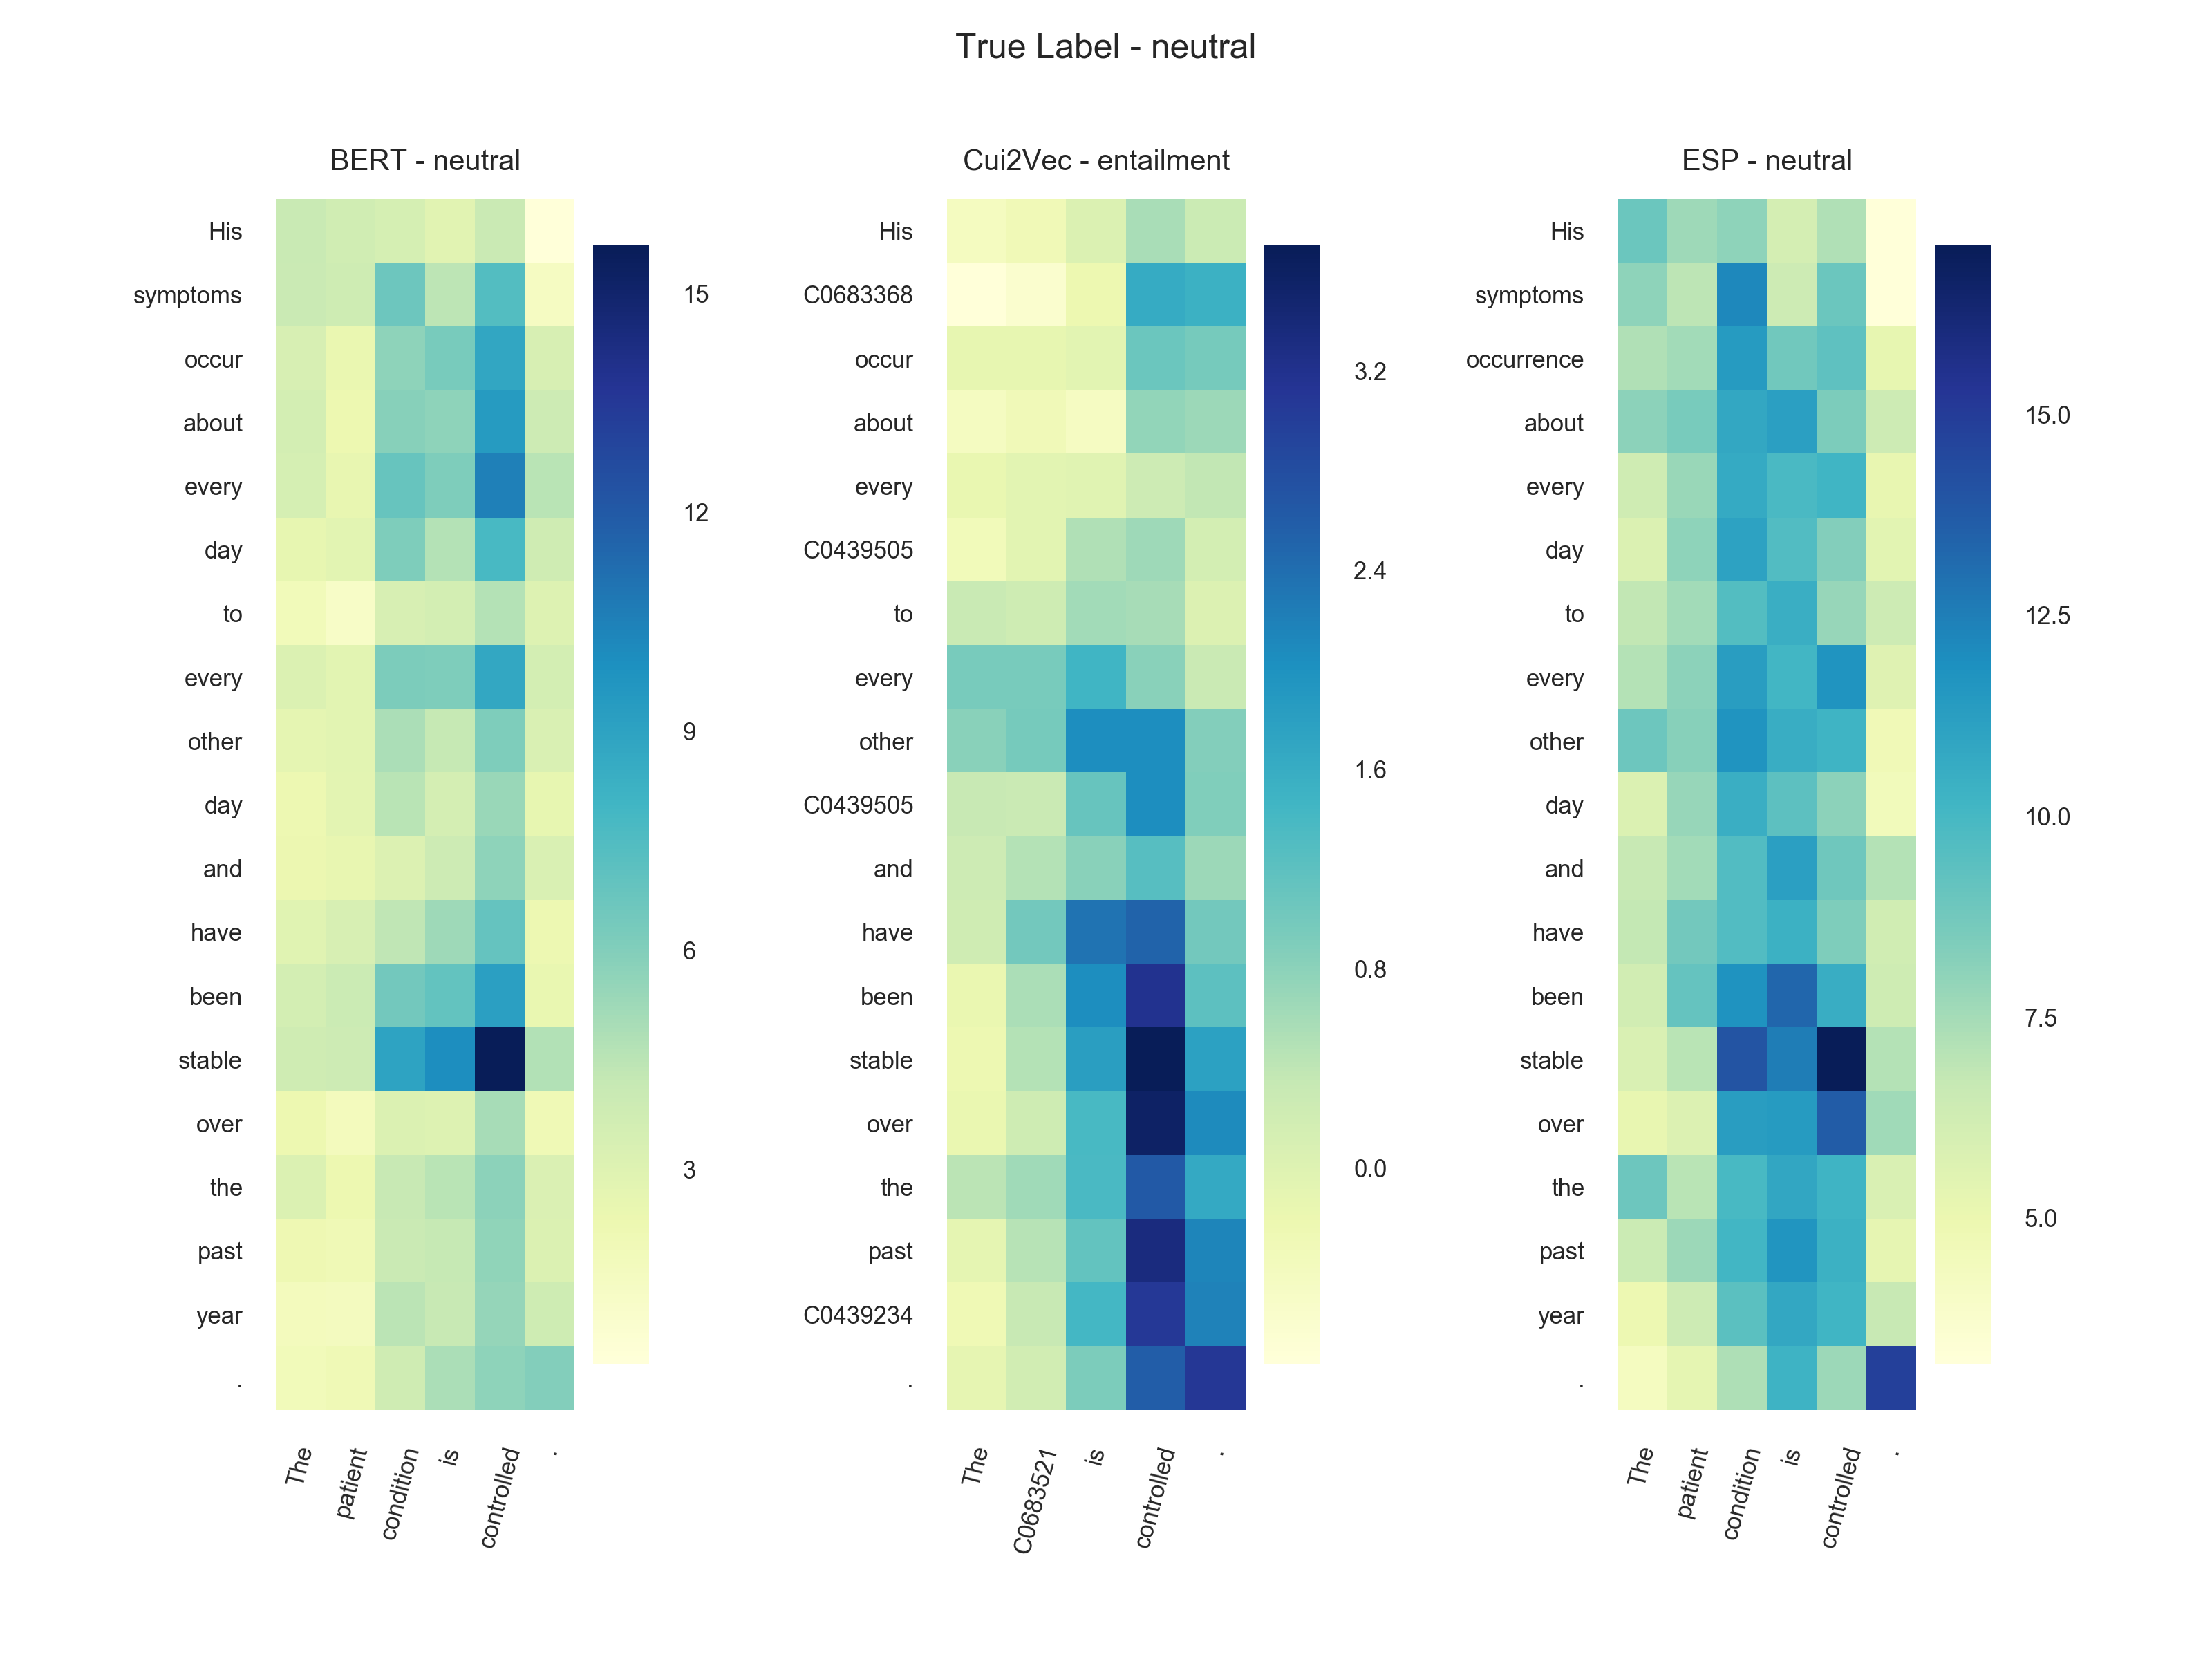 True Label - neutral
BERT - neutral
His
symptoms
occur
about
every
day
to
every
other
day
and
have
been
stable
over
the
past
year
.
The
patient
condition
is
controlled
.
15
12
9
6
3
Cui2Vec - entailment
His
C0683368
occur
about
every
C0439505
to
every
other
C0439505
and
have
been
stable
over
the
past
C0439234
.
The
C0683521
is
controlled
.
3.2
2.4
1.6
0.8
0.0
ESP - neutral
His
symptoms
occurrence
about
every
day
to
every
other
day
and
have
been
stable
over
the
past
year
.
The
patient
condition
is
controlled
.
15.0
12.5
10.0
7.5
5.0